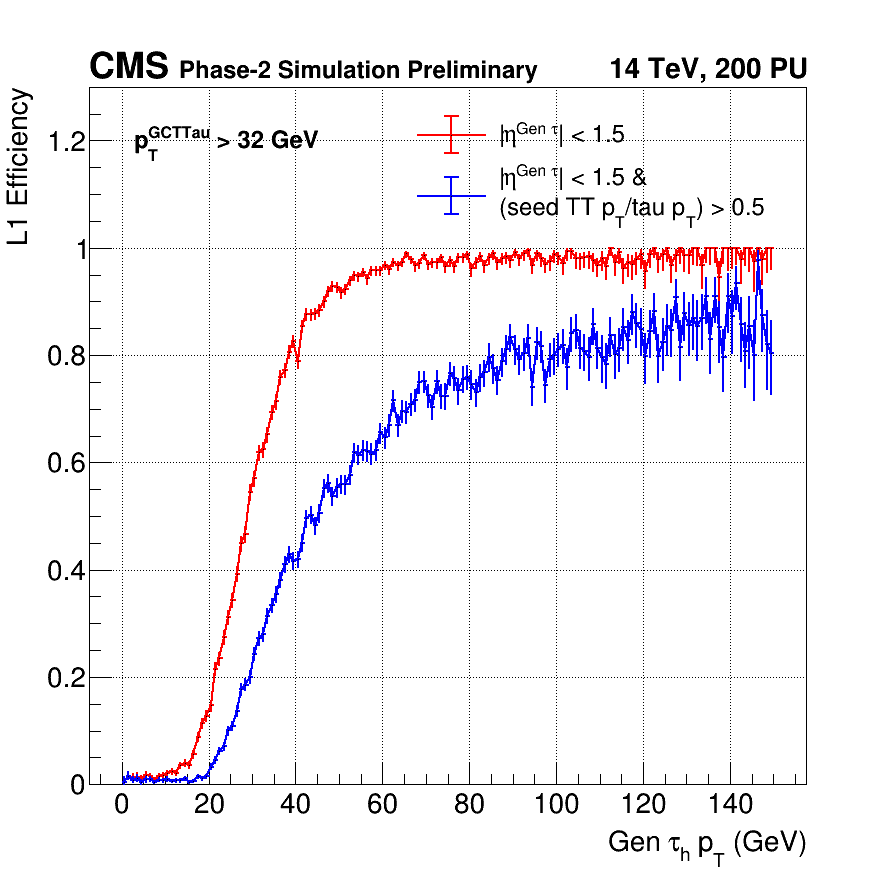 CMS Phase-2 Simulation Preliminary 14 TeV, 200 PU
L1 Efficiency
p_T^GCTTau > 32 GeV
|η^Gen τ| < 1.5
|η^Gen τ| < 1.5 &
(seed TT p_T/tau p_T) > 0.5
1.2
1
0.8
0.6
0.4
0.2
0
0 20 40 60 80 100 120 140
Gen τ_h p_T (GeV)